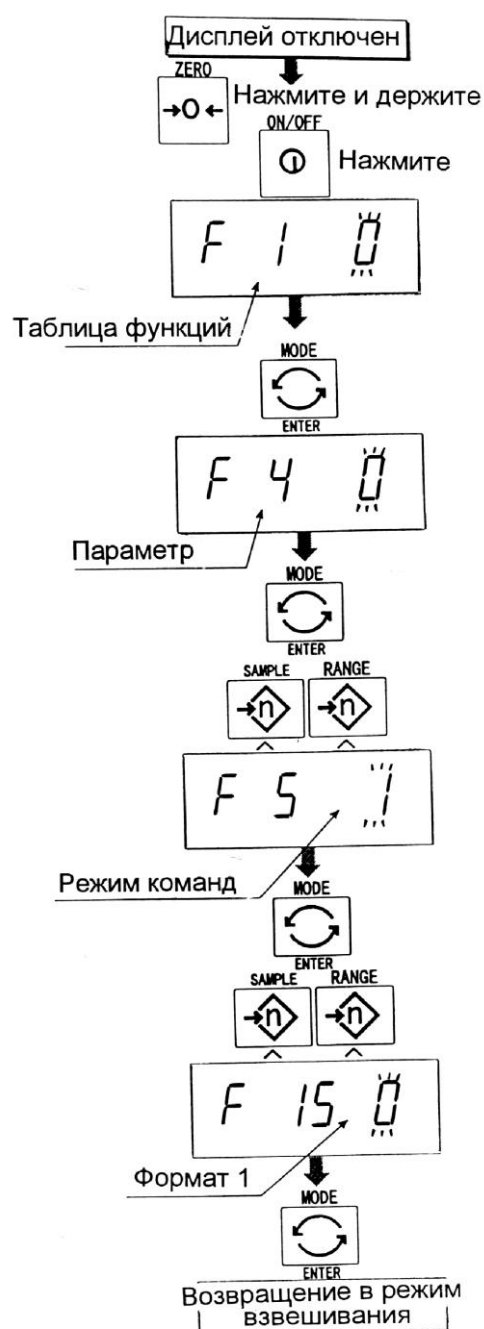 Дисплей отключен
ZERO
→0← Нажмите и держите
ON/OFF
Нажмите
F 1 0
Таблица функций
MODE
ENTER
F 4 0
Параметр
MODE
ENTER
SAMPLE RANGE
→n →n
F 5 1
Режим команд
MODE
ENTER
SAMPLE RANGE
→n →n
F 15 0
Формат 1
MODE
ENTER
Возвращение в режим
взвешивания